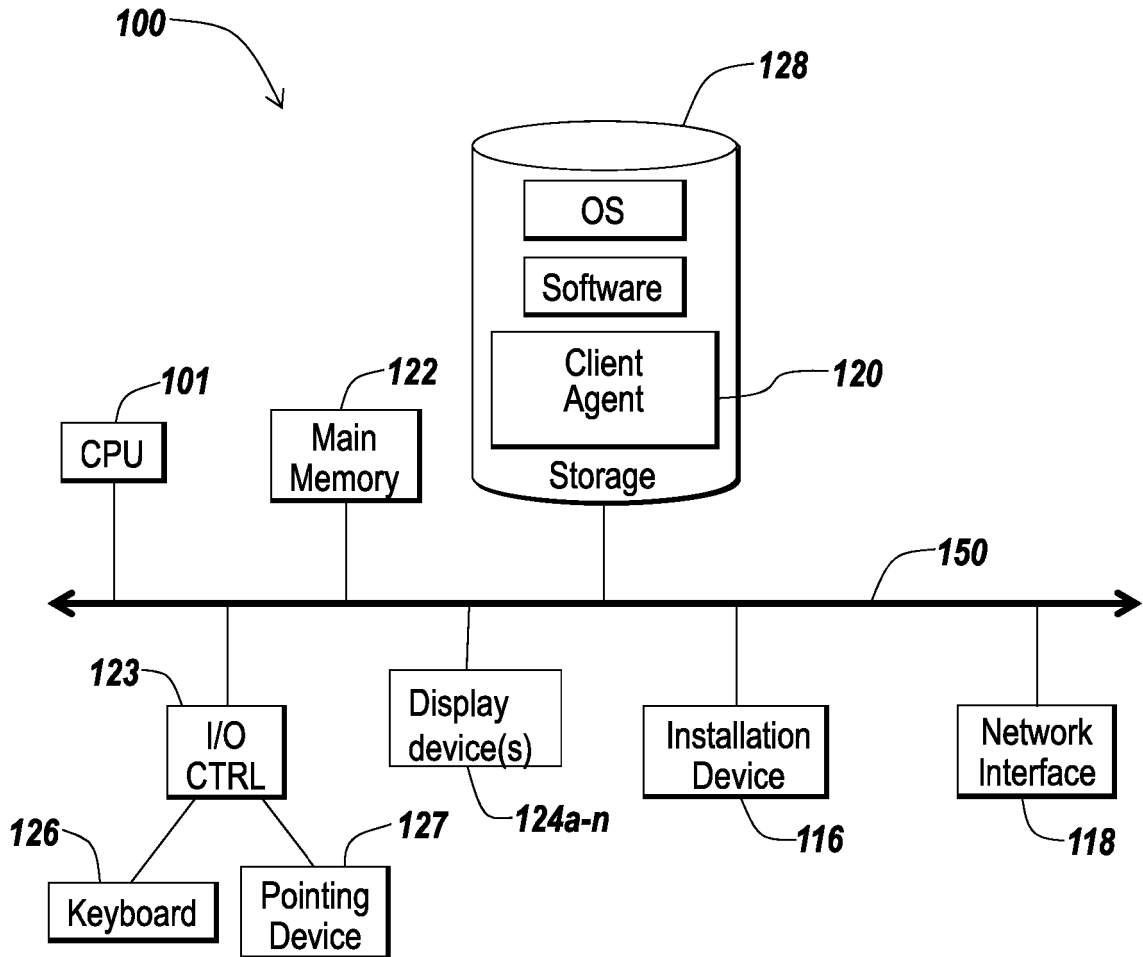 100
128
OS
Software
Client
Agent
120
Storage
101
CPU
122
Main
Memory
150
123
I/O
CTRL
Display
device(s)
124a-n
Installation
Device
116
Network
Interface
118
126
Keyboard
127
Pointing
Device